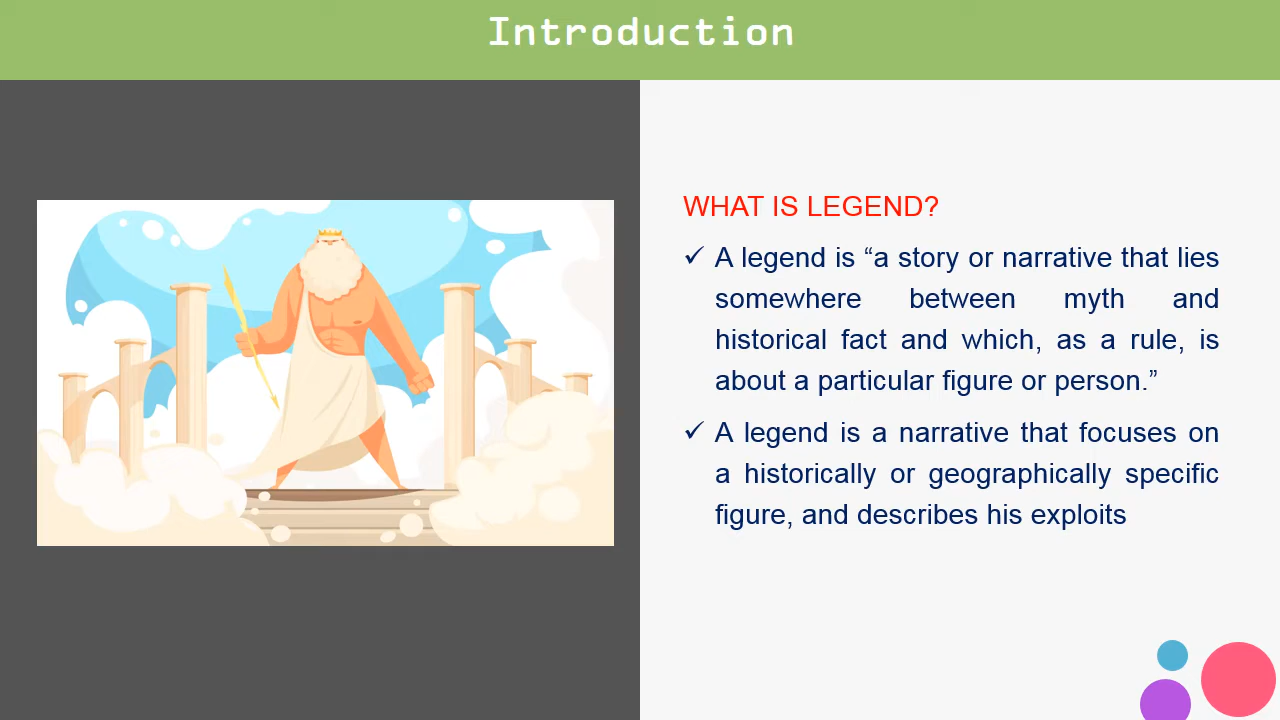 Introduction
WHAT IS LEGEND?
✓ A legend is “a story or narrative that lies
somewhere between myth and
historical fact and which, as a rule, is
about a particular figure or person.”
✓ A legend is a narrative that focuses on
a historically or geographically specific
figure, and describes his exploits